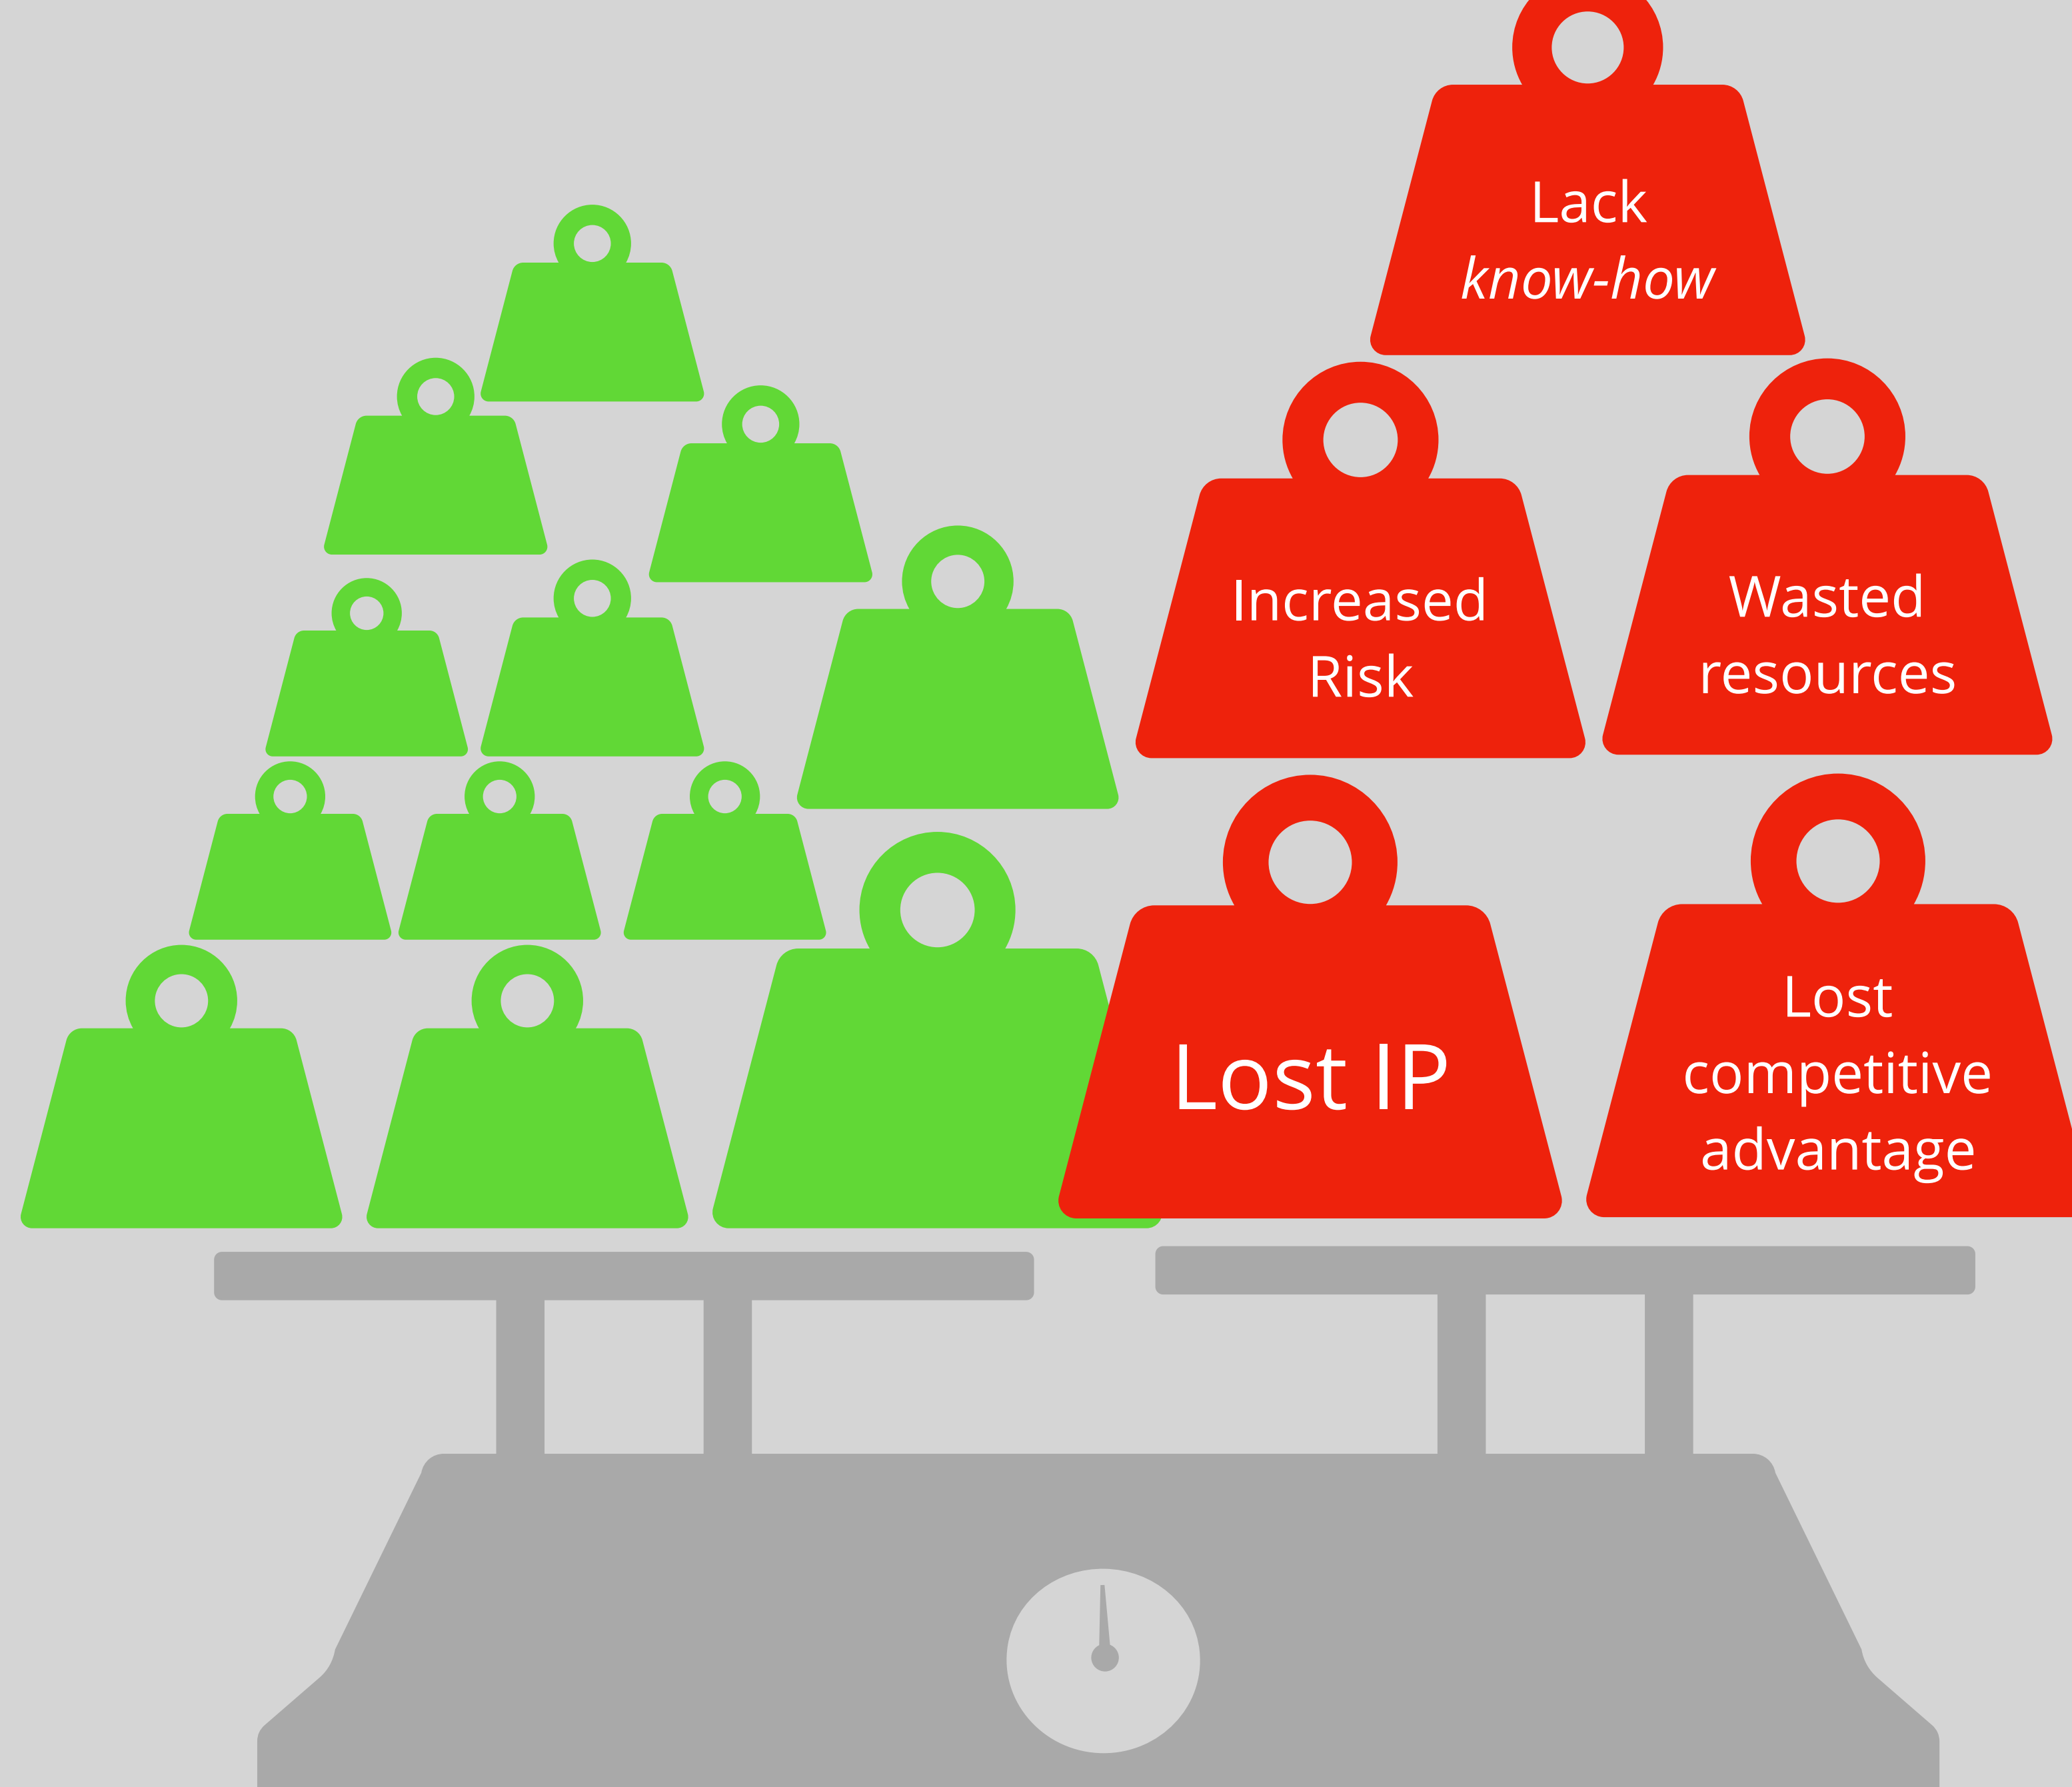 Lack
know-how
Increased
Risk
Wasted
resources
Lost IP
Lost
competitive
advantage